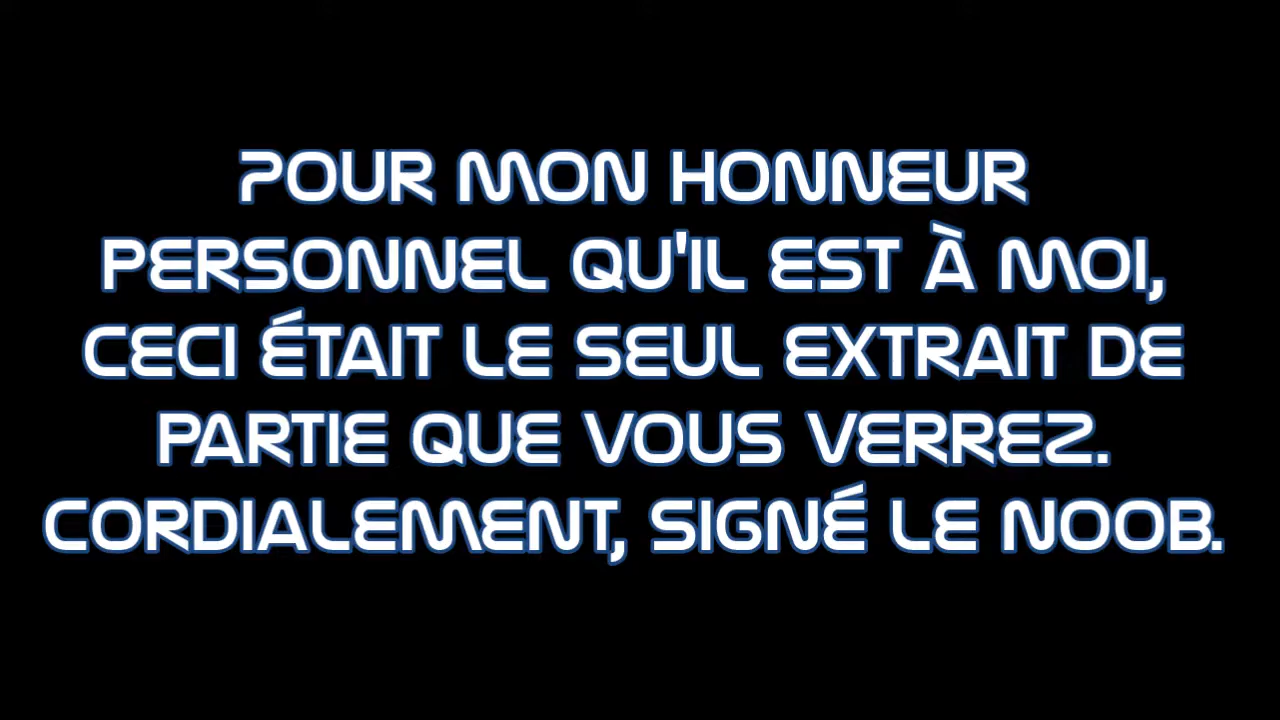 POUR MON HONNEUR
PERSONNEL QU'IL EST À MOI,
CECI ÉTAIT LE SEUL EXTRAIT DE
PARTIE QUE VOUS VERREZ.
CORDIALEMENT, SIGNÉ LE NOOB.